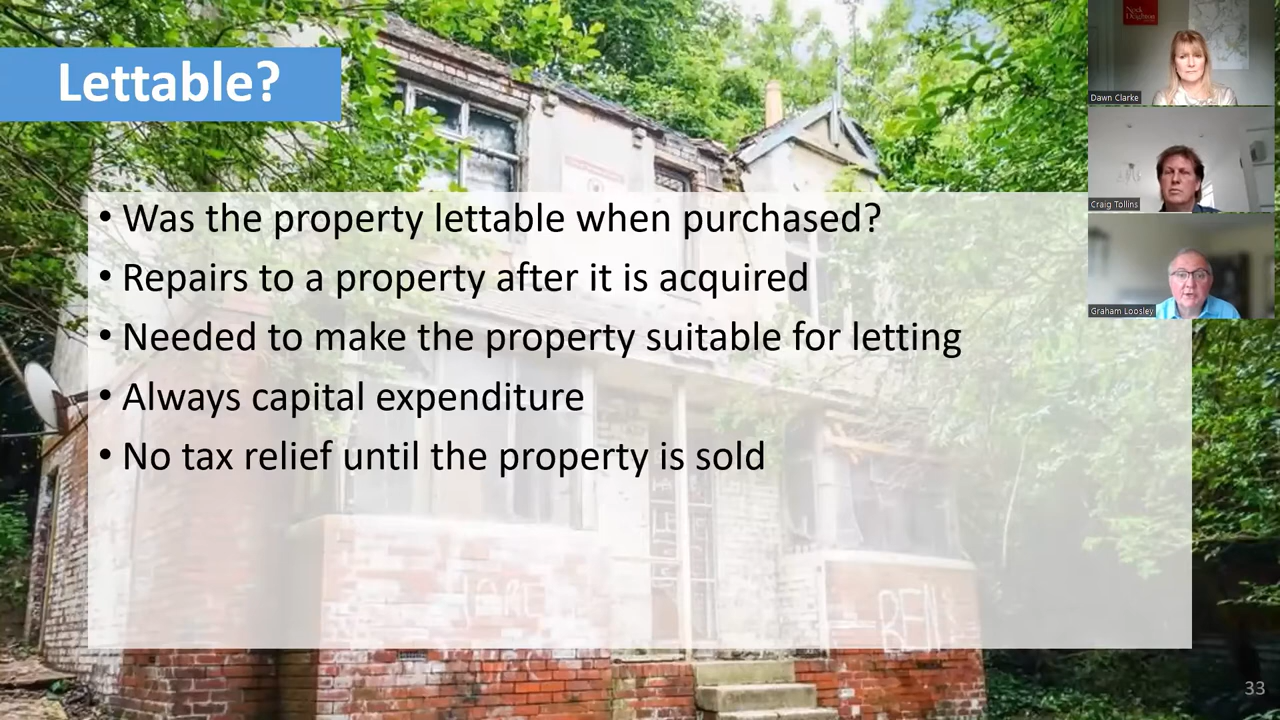 Lettable?
• Was the property lettable when purchased?
• Repairs to a property after it is acquired
• Needed to make the property suitable for letting
• Always capital expenditure
• No tax relief until the property is sold
Nock
Deighton
Dawn Clarke
Craig Tollins
Graham Loosley
33